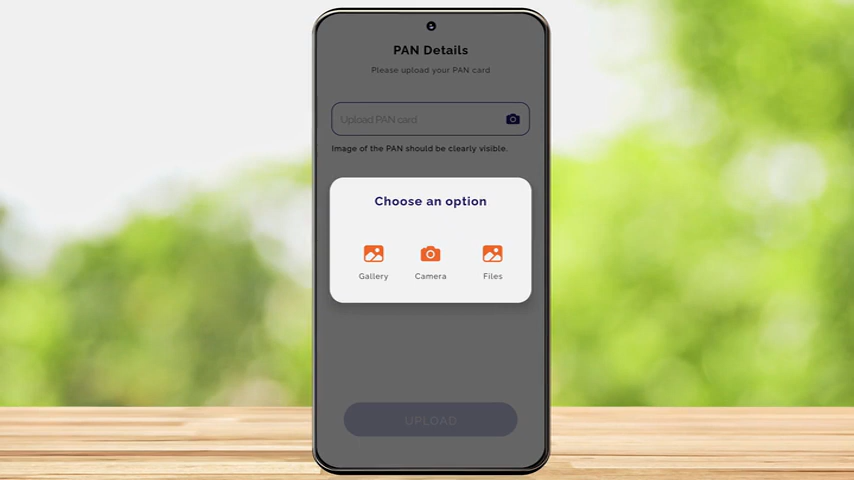 PAN Details
Please upload your PAN card
Upload PAN card
Image of the PAN should be clearly visible.
Choose an option
Gallery Camera Files
UPLOAD